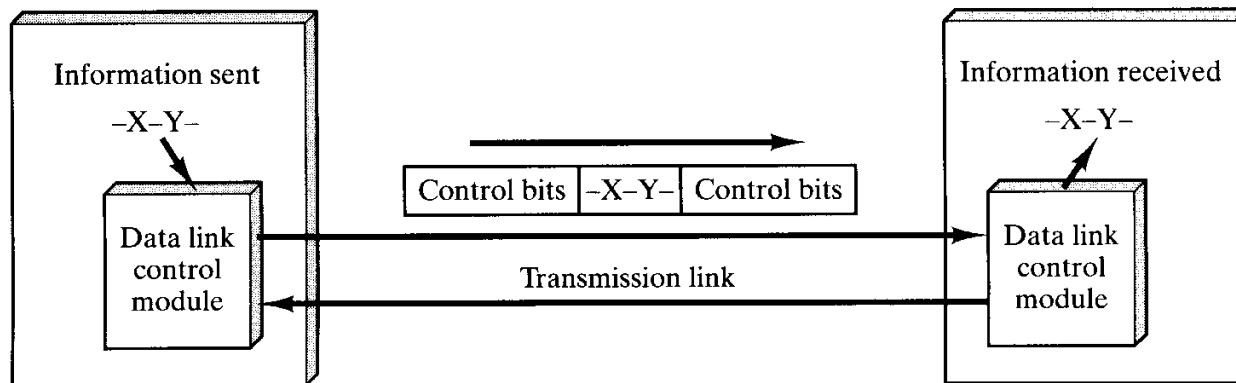 Information sent
–X–Y–
Data link
control
module
Control bits
–X–Y–
Control bits
Transmission link
Information received
–X–Y–
Data link
control
module